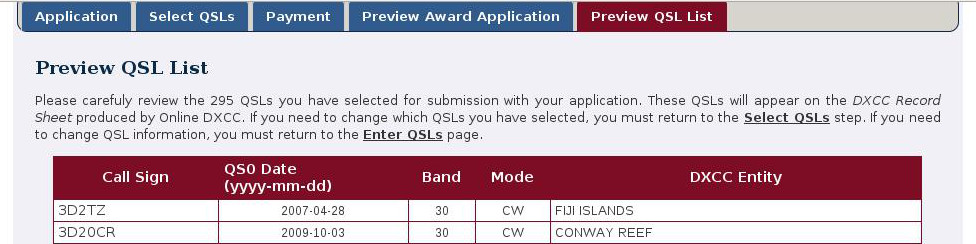 Application Select QSLs Payment Preview Award Application Preview QSL List
Preview QSL List
Please carefuly review the 295 QSLs you have selected for submission with your application. These QSLs will appear on the DXCC Record
Sheet produced by Online DXCC. If you need to change which QSLs you have selected, you must return to the Select QSLs step. If you need
to change QSL information, you must return to the Enter QSLs page.
Call Sign QS0 Date (yyyy-mm-dd) Band Mode DXCC Entity
3D2TZ 2007-04-28 30 CW FIJI ISLANDS
3D20CR 2009-10-03 30 CW CONWAY REEF